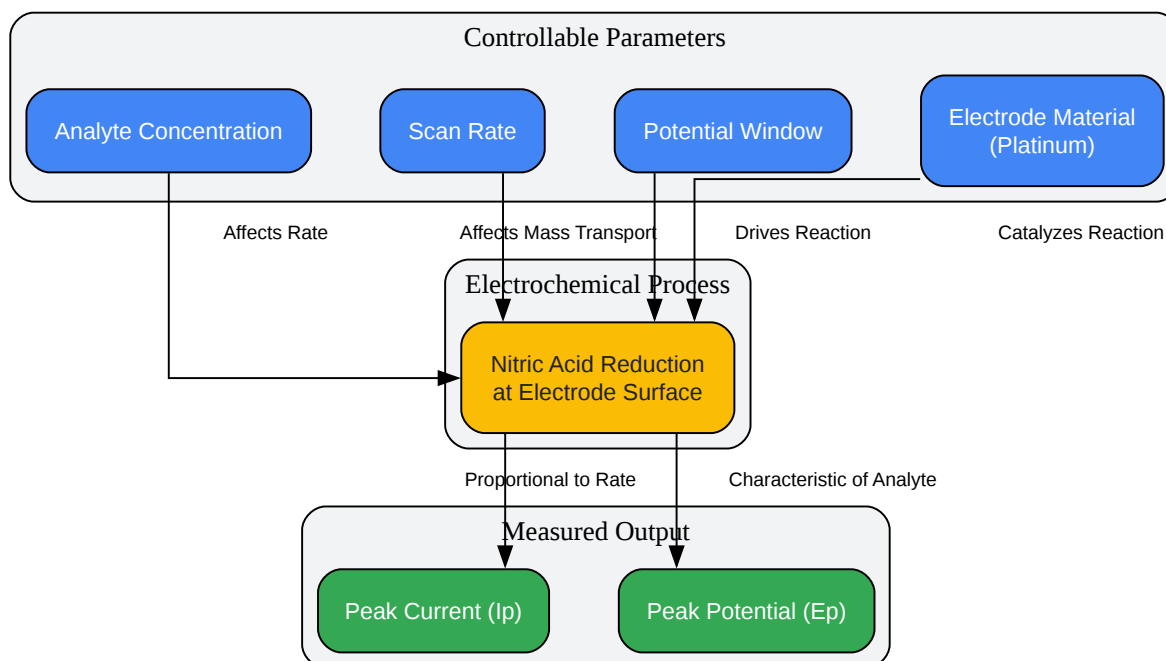 Controllable Parameters
Analyte Concentration
Scan Rate
Potential Window
Electrode Material
(Platinum)
Affects Rate
Affects Mass Transport
Drives Reaction
Catalyzes Reaction
Electrochemical Process
Nitric Acid Reduction
at Electrode Surface
Proportional to Rate
Characteristic of Analyte
Measured Output
Peak Current (Ip)
Peak Potential (Ep)